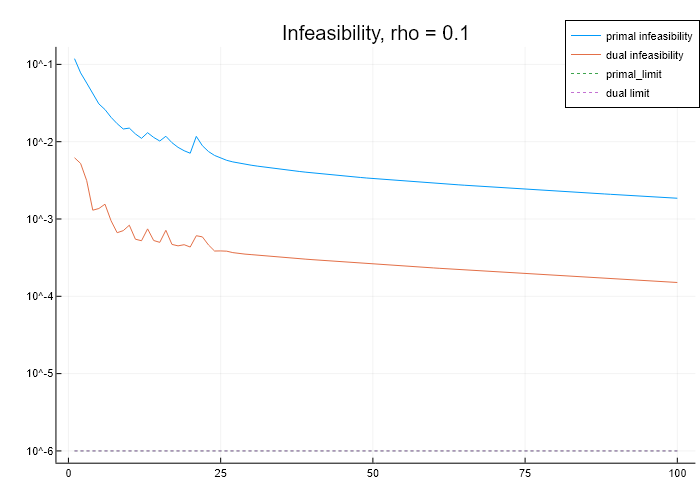 Infeasibility, rho = 0.1
primal infeasibility
dual infeasibility
primal_limit
dual limit
10^-1
10^-2
10^-3
10^-4
10^-5
10^-6
0 25 50 75 100